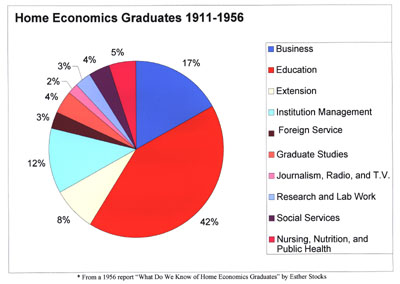 Home Economics Graduates 1911-1956
5%
4%
3%
2%
4%
3%
12%
8%
42%
17%
Business
Education
Extension
Institution Management
Foreign Service
Graduate Studies
Journalism, Radio, and T.V.
Research and Lab Work
Social Services
Nursing, Nutrition, and
Public Health
* From a 1956 report "What Do We Know of Home Economics Graduates" by Esther Stocks